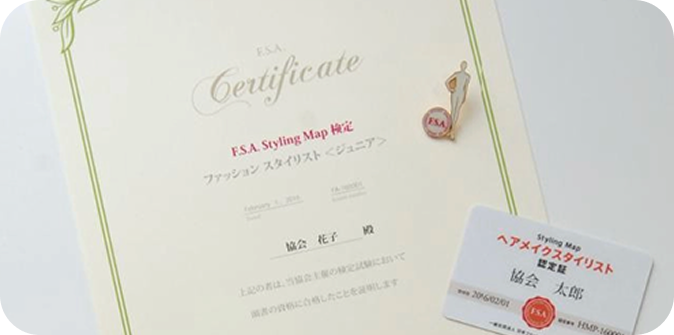 F.S.A.
Certificate
F.S.A. Styling Map 検定
ファッション スタイリスト＜ジュニア＞
協会 花子 殿
上記の者は、当協会主催の検定試験において
頭書の資格に合格したことを証明します
F.S.A.
Styling Map
ヘアメイクスタイリスト
認定証
協会 太郎
2016/02/01
F.S.A.